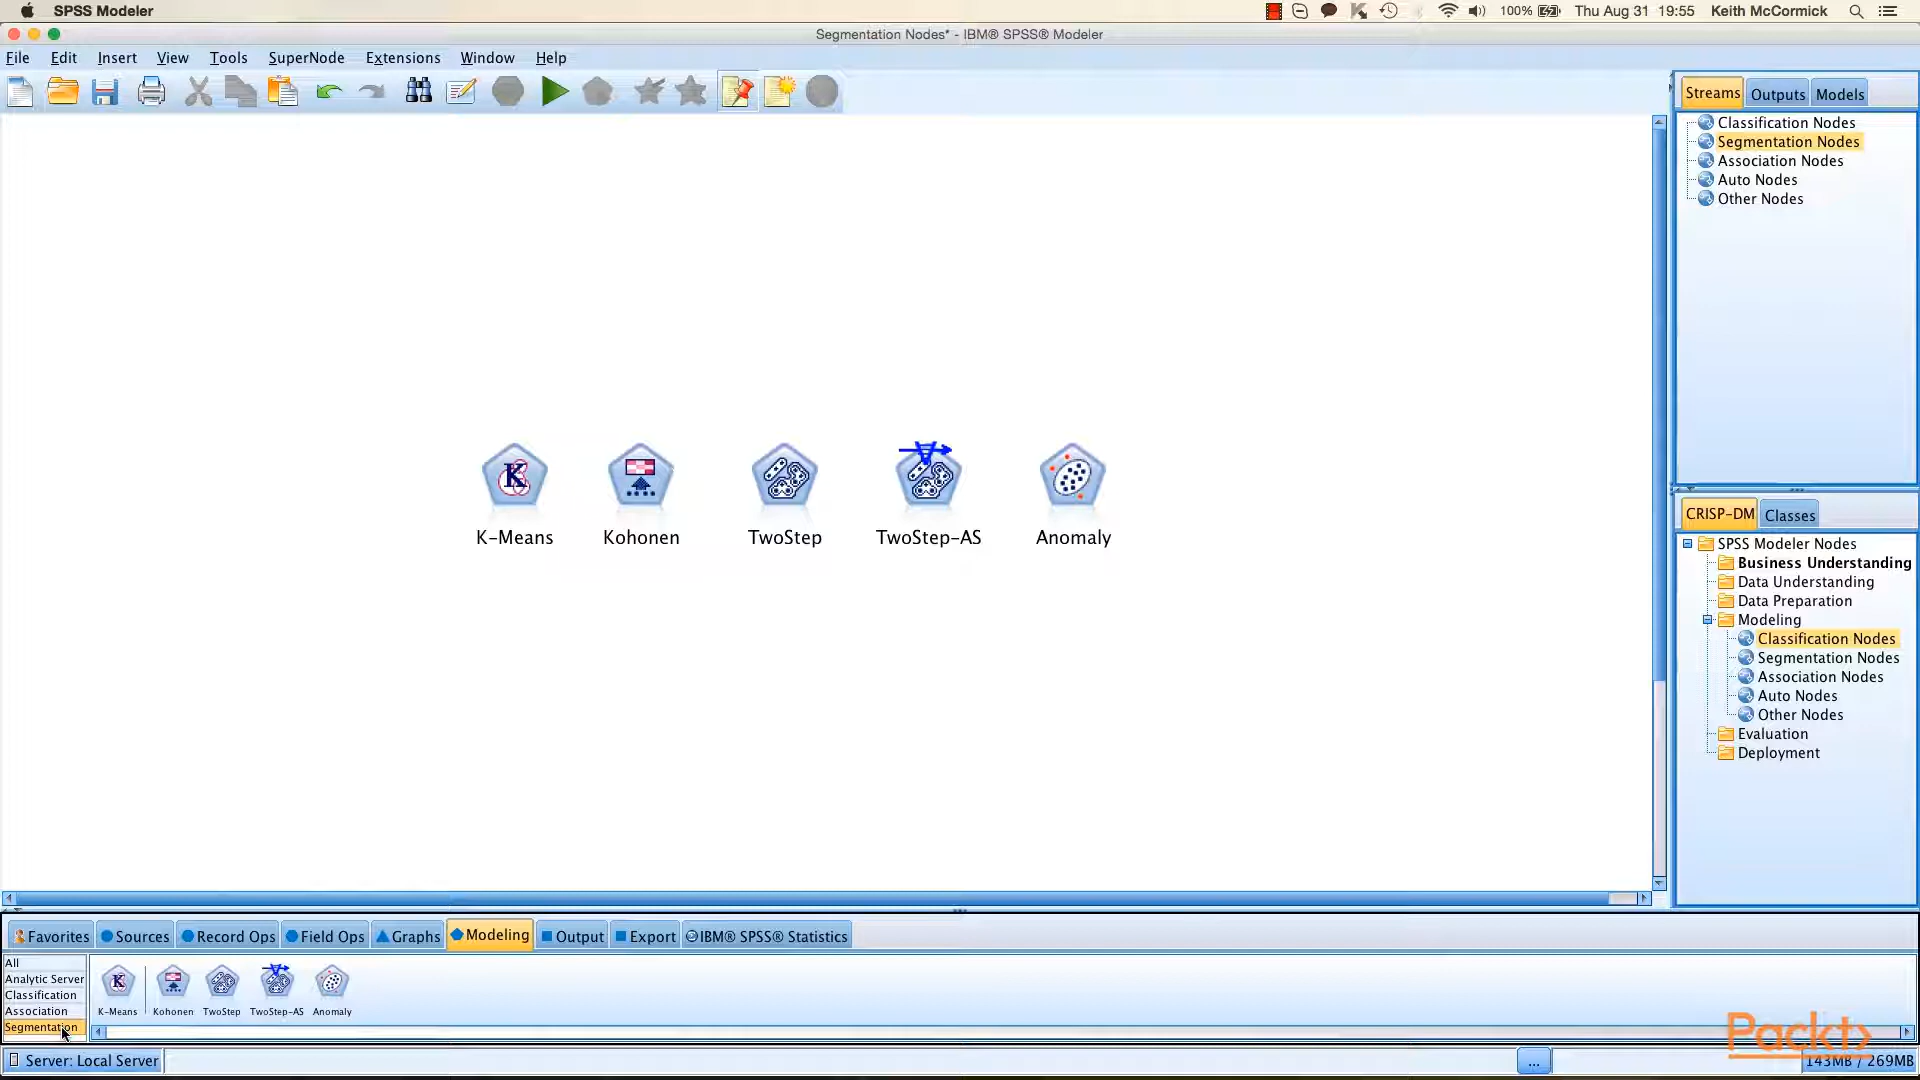 SPSS Modeler
100%
Thu Aug 31 19:55
Keith McCormick
Segmentation Nodes* - IBM® SPSS® Modeler
File Edit Insert View Tools SuperNode Extensions Window Help
Streams Outputs Models
Classification Nodes
Segmentation Nodes
Association Nodes
Auto Nodes
Other Nodes
K-Means Kohonen TwoStep TwoStep-AS Anomaly
CRISP-DM Classes
SPSS Modeler Nodes
Business Understanding
Data Understanding
Data Preparation
Modeling
Classification Nodes
Segmentation Nodes
Association Nodes
Auto Nodes
Other Nodes
Evaluation
Deployment
Favorites Sources Record Ops Field Ops Graphs Modeling Output Export IBM® SPSS® Statistics
All
Analytic Server
Classification
Association
Segmentation
K-Means Kohonen TwoStep TwoStep-AS Anomaly
Packt>
Server: Local Server
...
143MB / 269MB